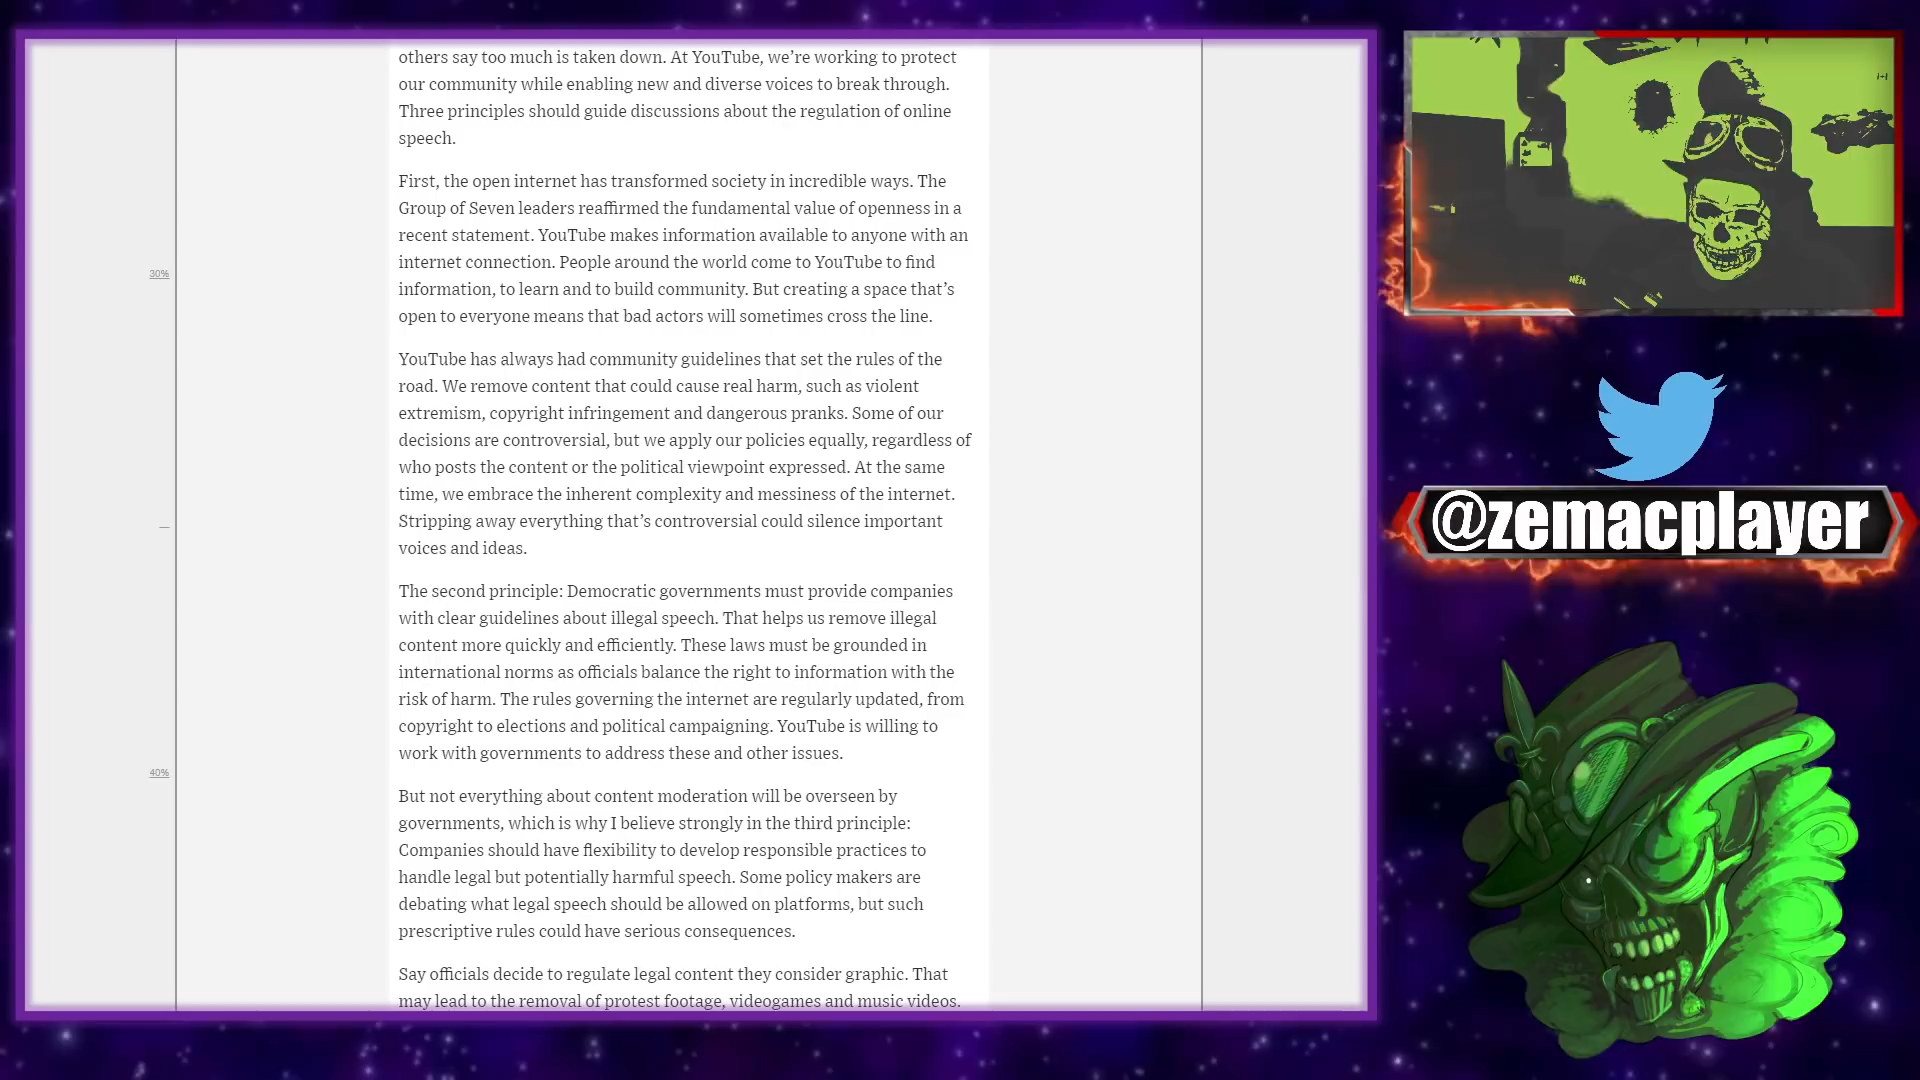 others say too much is taken down. At YouTube, we’re working to protect
our community while enabling new and diverse voices to break through.
Three principles should guide discussions about the regulation of online
speech.
First, the open internet has transformed society in incredible ways. The
Group of Seven leaders reaffirmed the fundamental value of openness in a
recent statement. YouTube makes information available to anyone with an
internet connection. People around the world come to YouTube to find
information, to learn and to build community. But creating a space that’s
open to everyone means that bad actors will sometimes cross the line.
30%
YouTube has always had community guidelines that set the rules of the
road. We remove content that could cause real harm, such as violent
extremism, copyright infringement and dangerous pranks. Some of our
decisions are controversial, but we apply our policies equally, regardless of
who posts the content or the political viewpoint expressed. At the same
time, we embrace the inherent complexity and messiness of the internet.
Stripping away everything that’s controversial could silence important
voices and ideas.
The second principle: Democratic governments must provide companies
with clear guidelines about illegal speech. That helps us remove illegal
content more quickly and efficiently. These laws must be grounded in
international norms as officials balance the right to information with the
risk of harm. The rules governing the internet are regularly updated, from
copyright to elections and political campaigning. YouTube is willing to
work with governments to address these and other issues.
40%
But not everything about content moderation will be overseen by
governments, which is why I believe strongly in the third principle:
Companies should have flexibility to develop responsible practices to
handle legal but potentially harmful speech. Some policy makers are
debating what legal speech should be allowed on platforms, but such
prescriptive rules could have serious consequences.
Say officials decide to regulate legal content they consider graphic. That
may lead to the removal of protest footage, videogames and music videos.
@zemacplayer